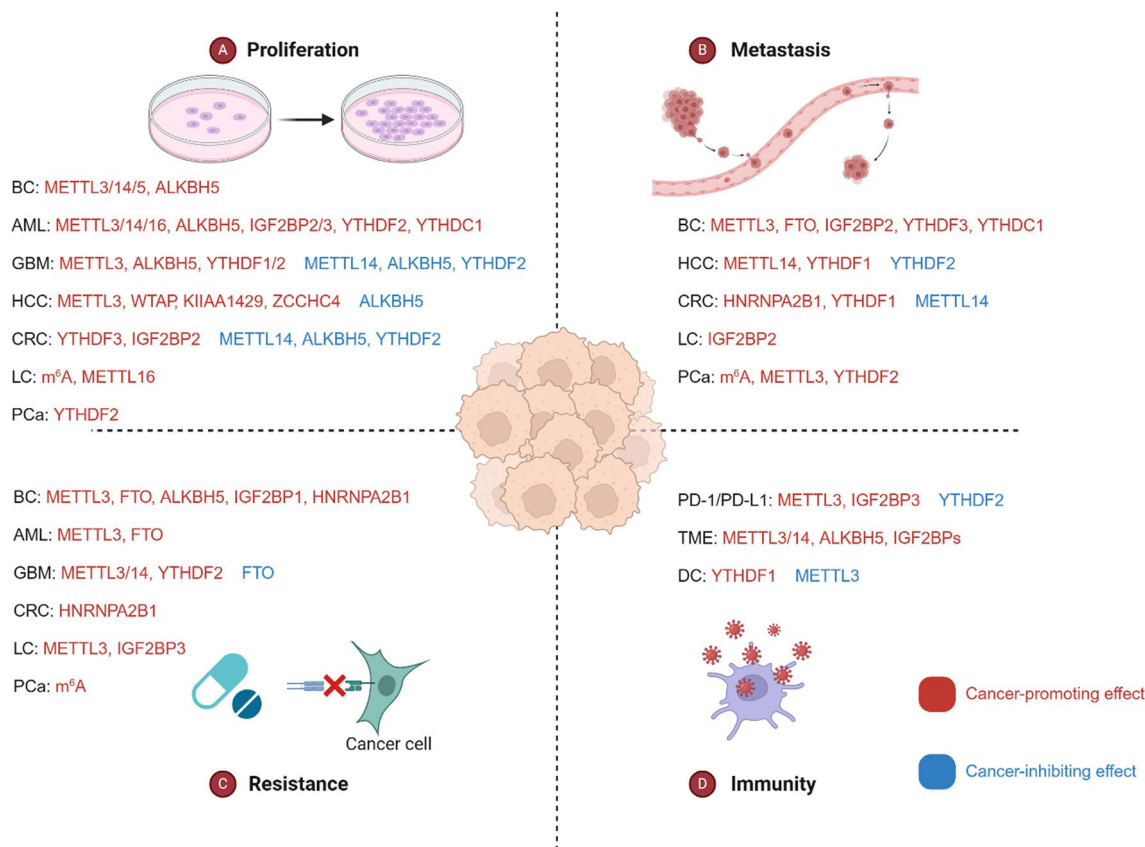 A Proliferation
BC: METTL3/14/5, ALKBH5
AML: METTL3/14/16, ALKBH5, IGF2BP2/3, YTHDF2, YTHDC1
GBM: METTL3, ALKBH5, YTHDF1/2 METTL14, ALKBH5, YTHDF2
HCC: METTL3, WTAP, KIIAA1429, ZCCHC4 ALKBH5
CRC: YTHDF3, IGF2BP2 METTL14, ALKBH5, YTHDF2
LC: m⁶A, METTL16
PCa: YTHDF2
B Metastasis
BC: METTL3, FTO, IGF2BP2, YTHDF3, YTHDC1
HCC: METTL14, YTHDF1 YTHDF2
CRC: HNRNPA2B1, YTHDF1 METTL14
LC: IGF2BP2
PCa: m⁶A, METTL3, YTHDF2
BC: METTL3, FTO, ALKBH5, IGF2BP1, HNRNPA2B1
AML: METTL3, FTO
GBM: METTL3/14, YTHDF2 FTO
CRC: HNRNPA2B1
LC: METTL3, IGF2BP3
PCa: m⁶A
Cancer cell
C Resistance
PD-1/PD-L1: METTL3, IGF2BP3 YTHDF2
TME: METTL3/14, ALKBH5, IGF2BPs
DC: YTHDF1 METTL3
D Immunity
Cancer-promoting effect
Cancer-inhibiting effect